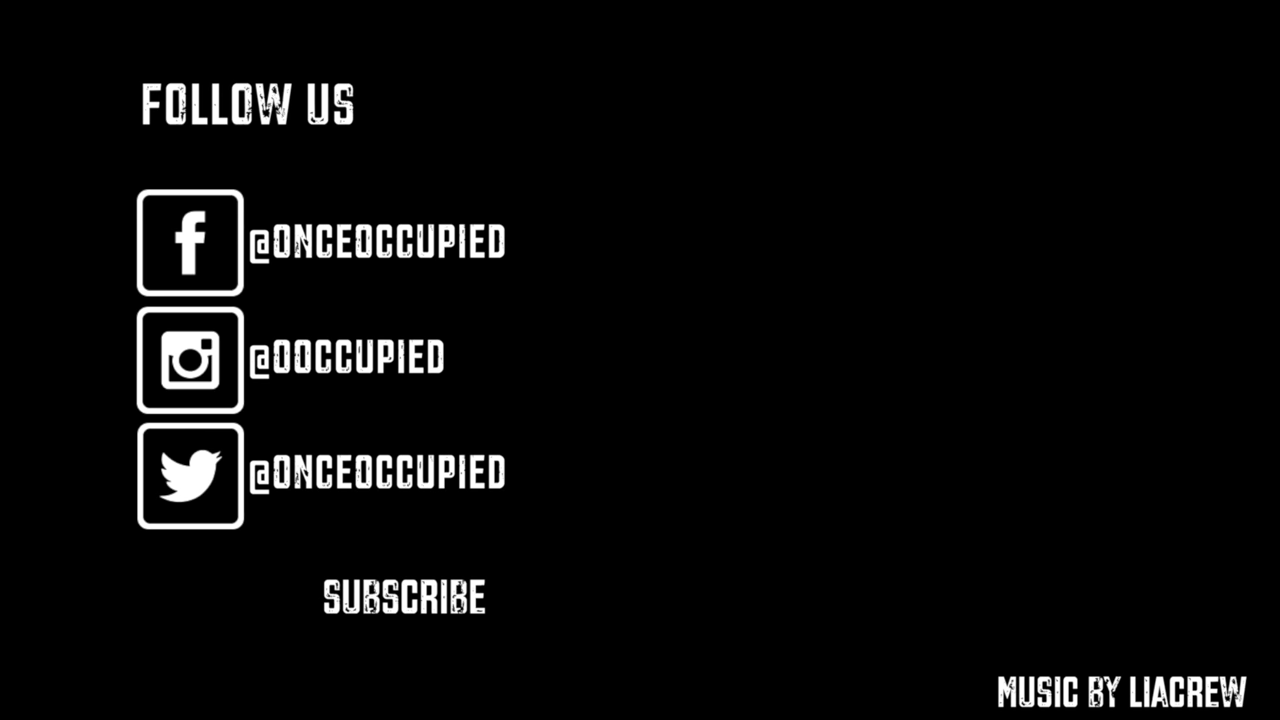 FOLLOW US
@ONCEOCCUPIED
@OOCCUPIED
@ONCEOCCUPIED
SUBSCRIBE
MUSIC BY LIACREW